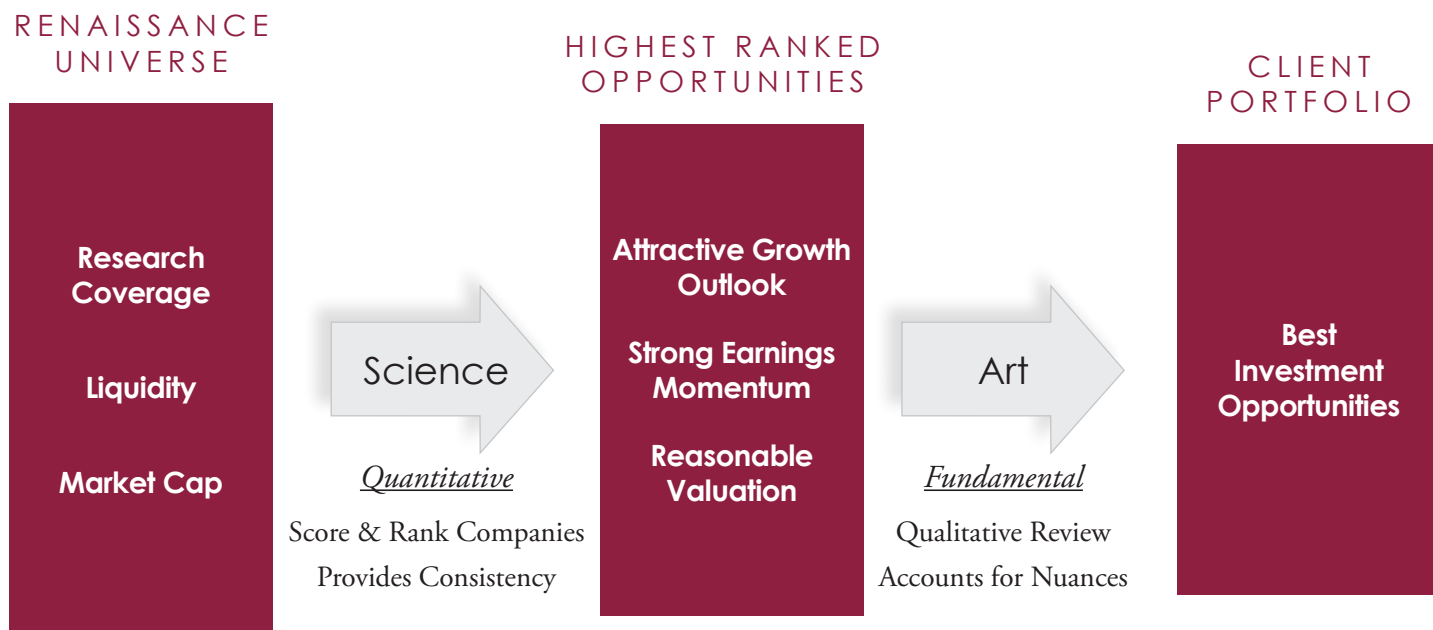 RENAISSANCE
UNIVERSE
Research
Coverage
Liquidity
Market Cap
Science
Quantitative
Score & Rank Companies
Provides Consistency
HIGHEST RANKED
OPPORTUNITIES
Attractive Growth
Outlook
Strong Earnings
Momentum
Reasonable
Valuation
Art
Fundamental
Qualitative Review
Accounts for Nuances
CLIENT
PORTFOLIO
Best
Investment
Opportunities